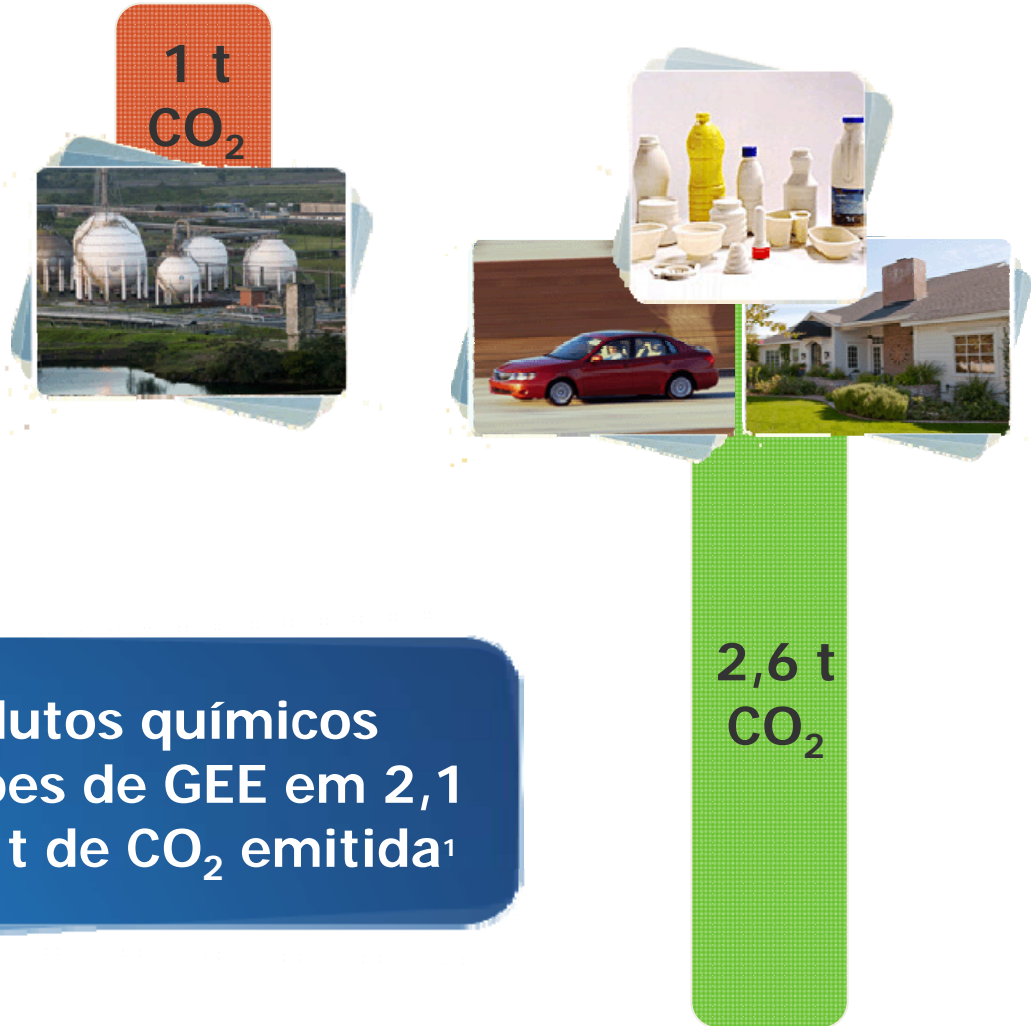 1 t
CO₂
2,6 t
CO₂
lutos químicos
ões de GEE em 2,1
t de CO₂ emitida¹